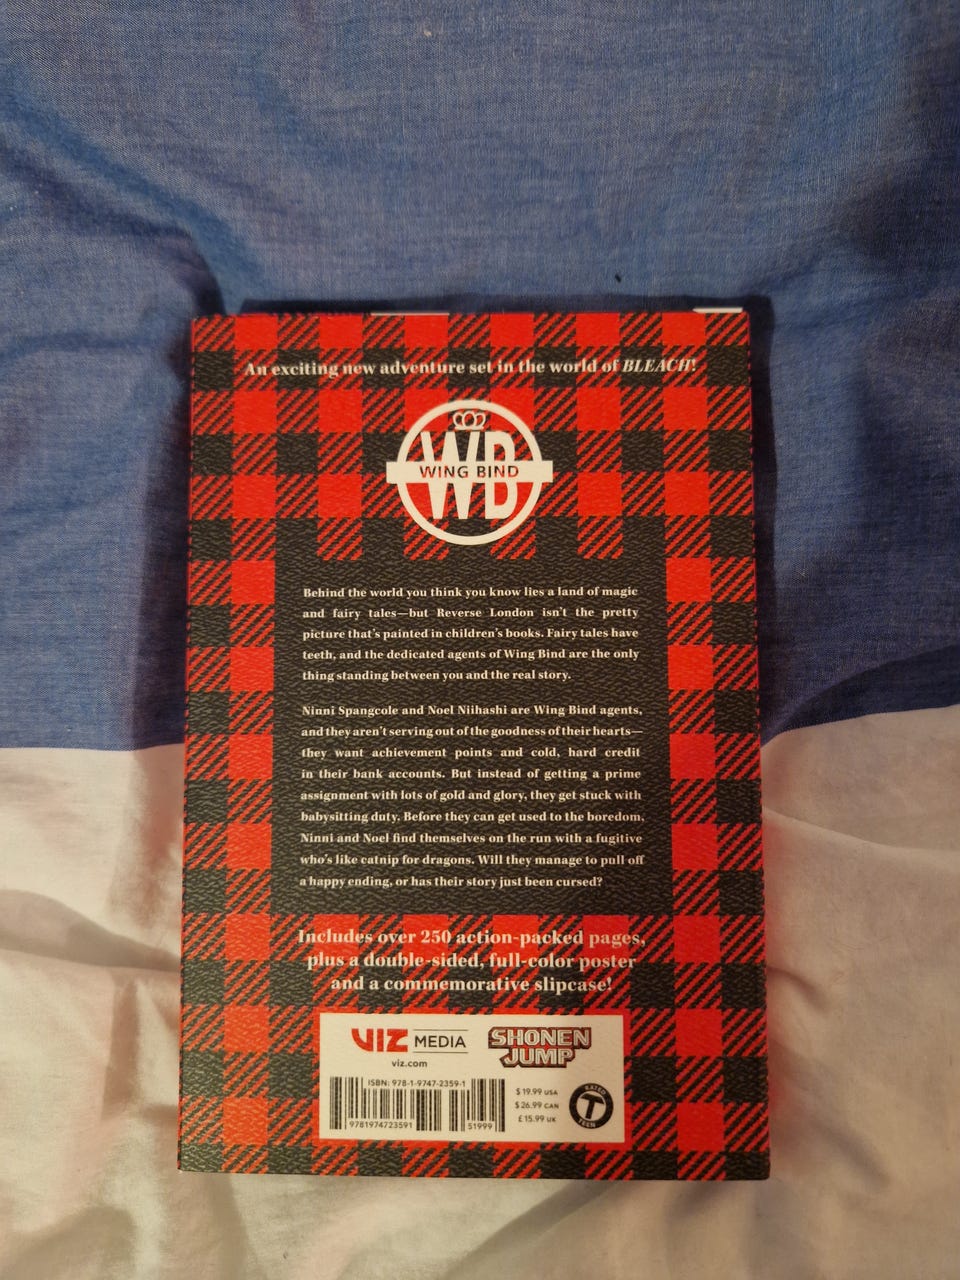 An exciting new adventure set in the world of BLEACH!
WB
WING BIND
Behind the world you think you know lies a land of magic
and fairy tales—but Reverse London isn't the pretty
picture that's painted in children's books. Fairy tales have
teeth, and the dedicated agents of Wing Bind are the only
thing standing between you and the real story.
Ninni Spangcole and Noel Niihashi are Wing Bind agents,
and they aren't serving out of the goodness of their hearts—
they want achievement points and cold, hard credit
in their bank accounts. But instead of getting a prime
assignment with lots of gold and glory, they get stuck with
babysitting duty. Before they can get used to the boredom,
Ninni and Noel find themselves on the run with a fugitive
who's like catnip for dragons. Will they manage to pull off
a happy ending, or has their story just been cursed?
Includes over 250 action-packed pages,
plus a double-sided, full-color poster
and a commemorative slipcase!
VIZ MEDIA
viz.com
SHONEN
JUMP
ISBN: 978-1-9747-2359-1
9781974723591
51999
$19.99 USA
$26.99 CAN
£15.99 UK
RATED
T
TEEN